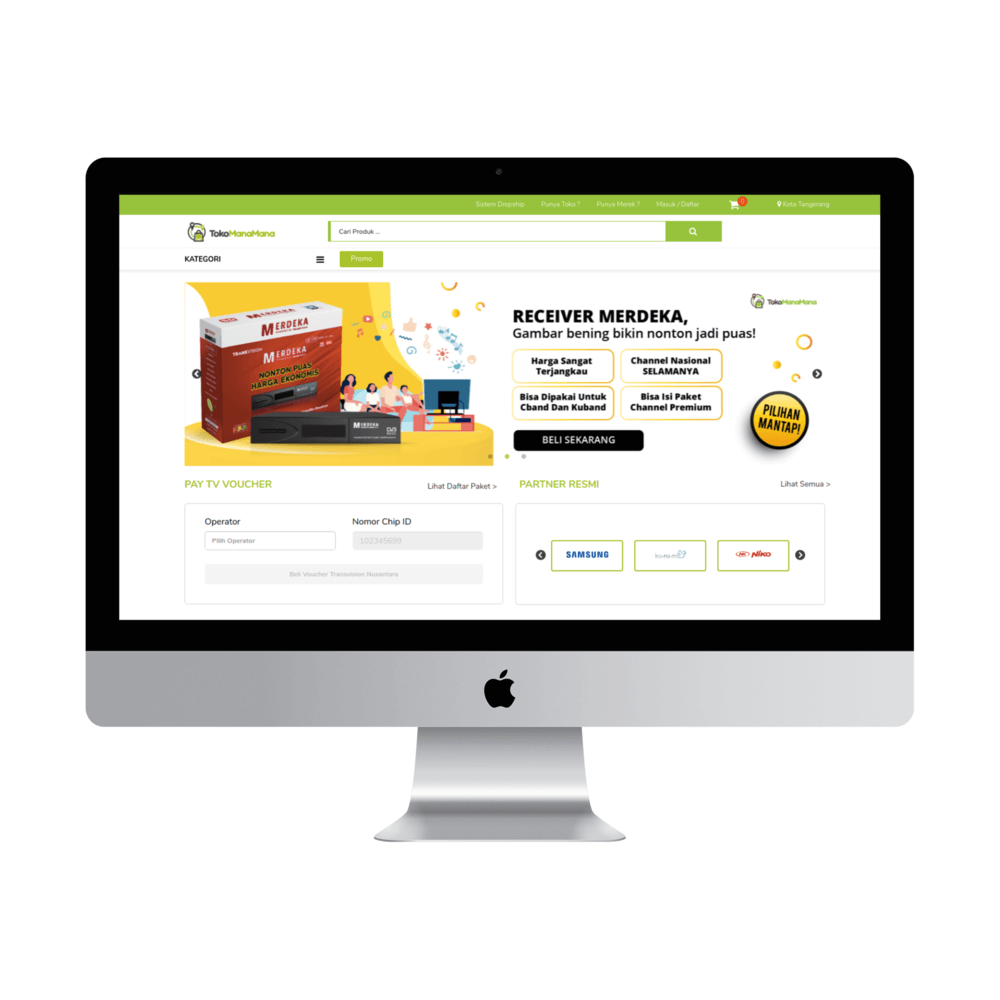 Sistem Dropship Punya Toko ? Punya Merek ? Masuk / Daftar 0 Kota Tangerang
TokoManaMana
Cari Produk ...
KATEGORI
Promo
MERDEKA
TRANSVISION
MERDEKA
NONTON PUAS
HARGA EKONOMIS
MERDEKA
TokoManaMana
RECEIVER MERDEKA,
Gambar bening bikin nonton jadi puas!
Harga Sangat
Terjangkau
Channel Nasional
SELAMANYA
Bisa Dipakai Untuk
Cband Dan Kuband
Bisa Isi Paket
Channel Premium
BELI SEKARANG
PILIHAN
MANTAP!
PAY TV VOUCHER
Lihat Daftar Paket >
Operator
Nomor Chip ID
Pilih Operator
102345699
Beli Voucher Transvision Nusantara
PARTNER RESMI
Lihat Semua >
SAMSUNG
NIKO